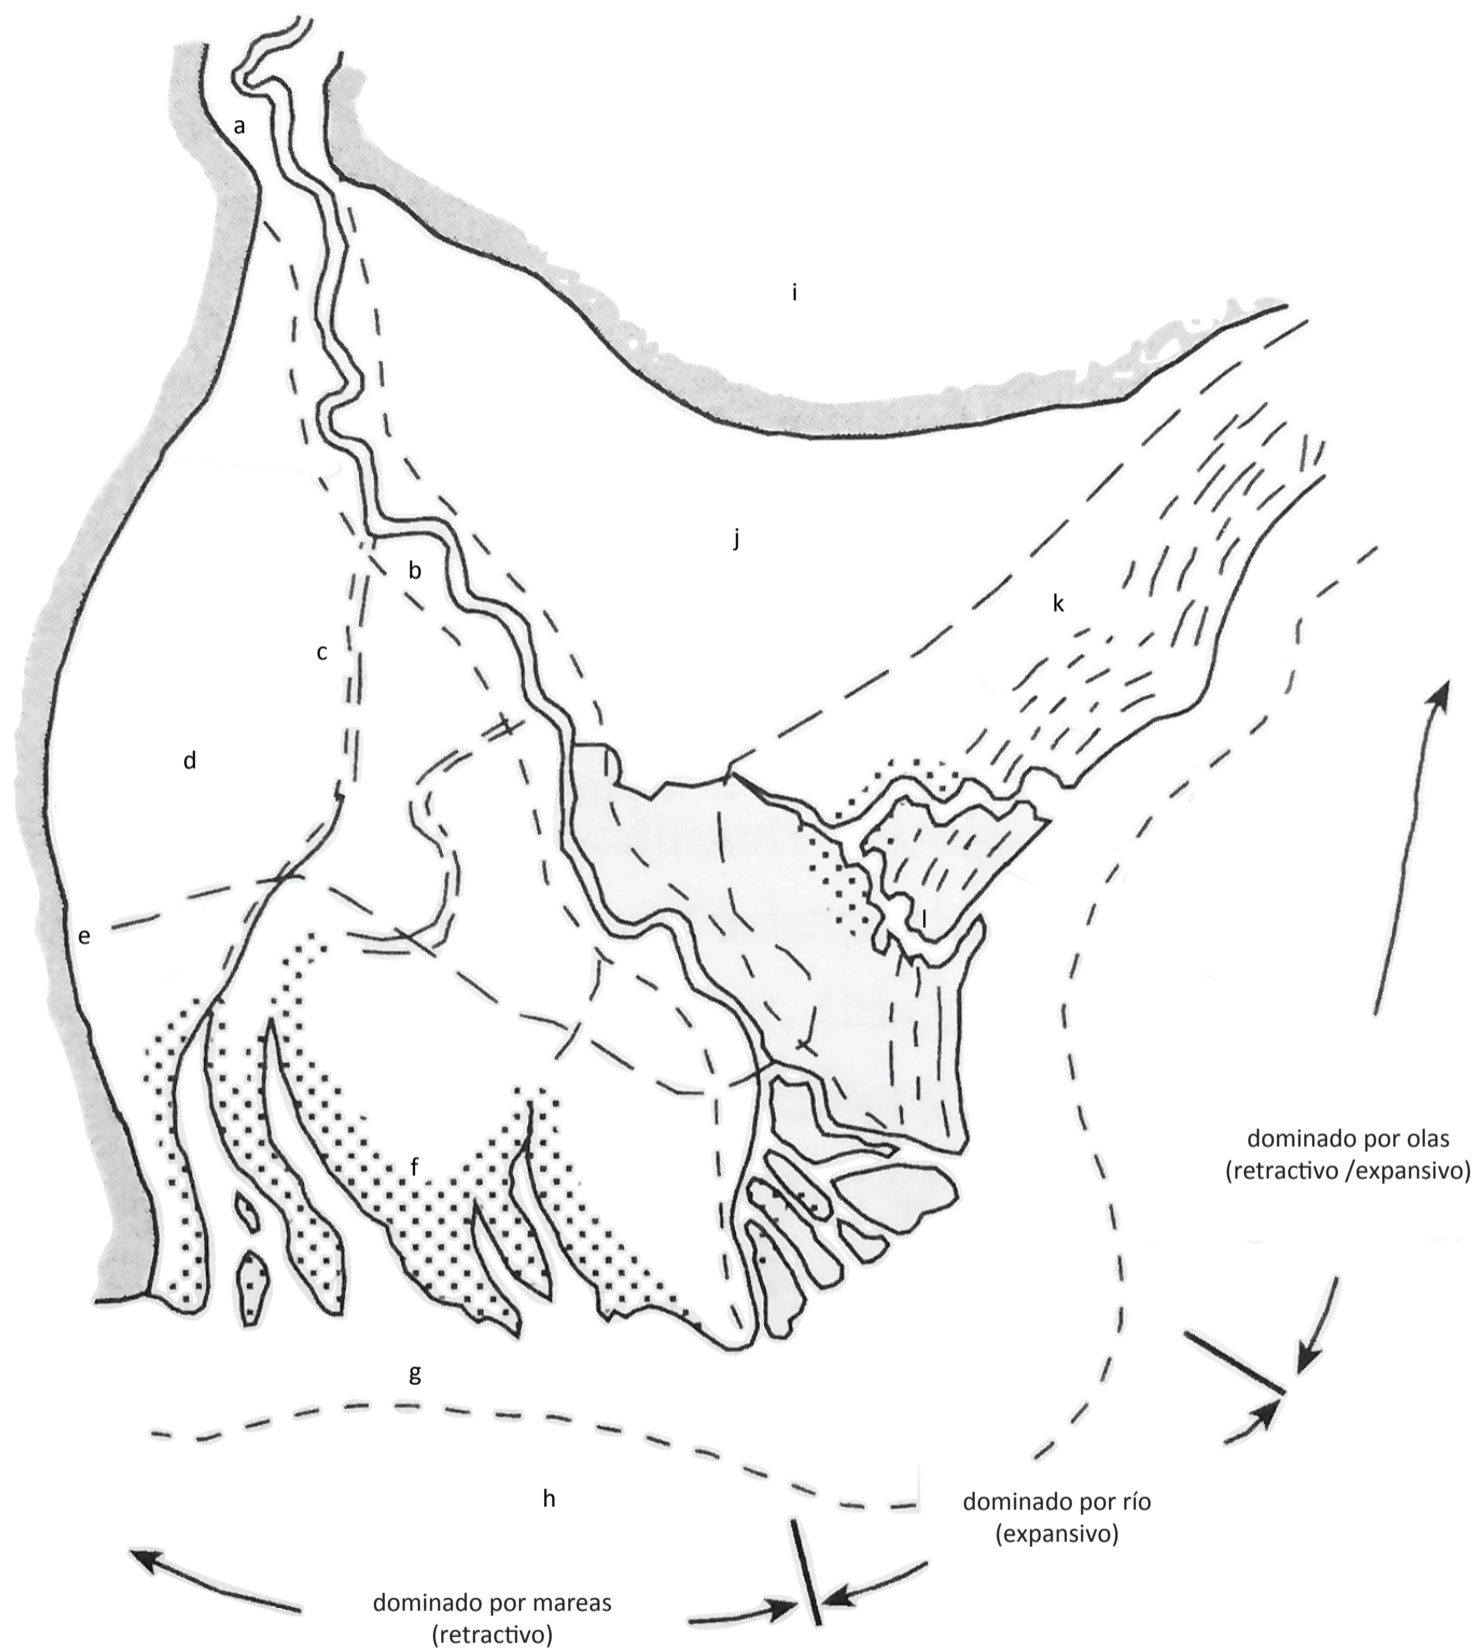 a
i
j
b
k
c
d
e
l
f
dominado por olas
(retractivo /expansivo)
g
h
dominado por río
(expansivo)
dominado por mareas
(retractivo)